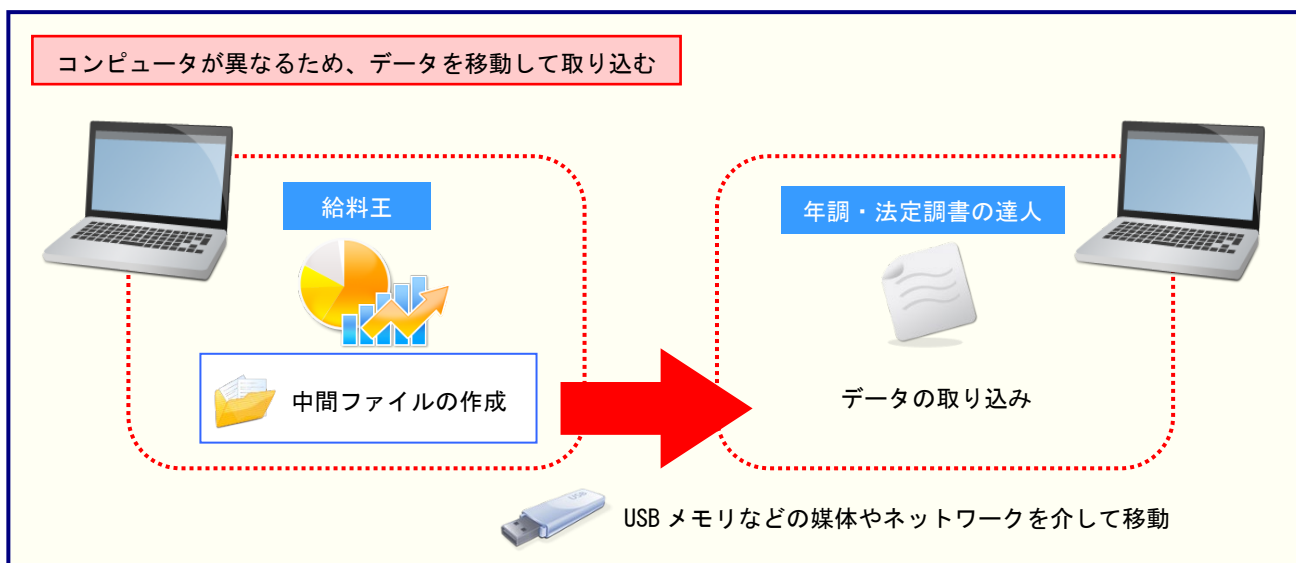 コンピュータが異なるため、データを移動して取り込む
給料王
年調・法定調書の達人
中間ファイルの作成
データの取り込み
USB
USB メモリなどの媒体やネットワークを介して移動